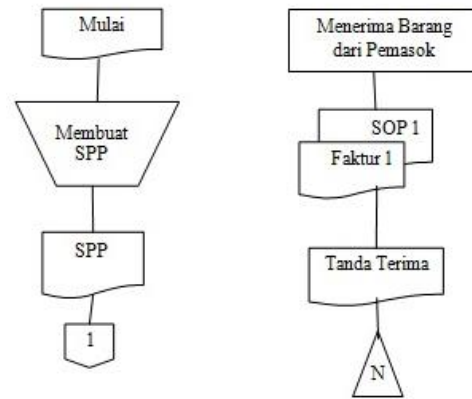 Mulai
Membuat
SPP
SPP
1
Menerima Barang
dari Pemasok
SOP 1
Faktur 1
Tanda Terima
N